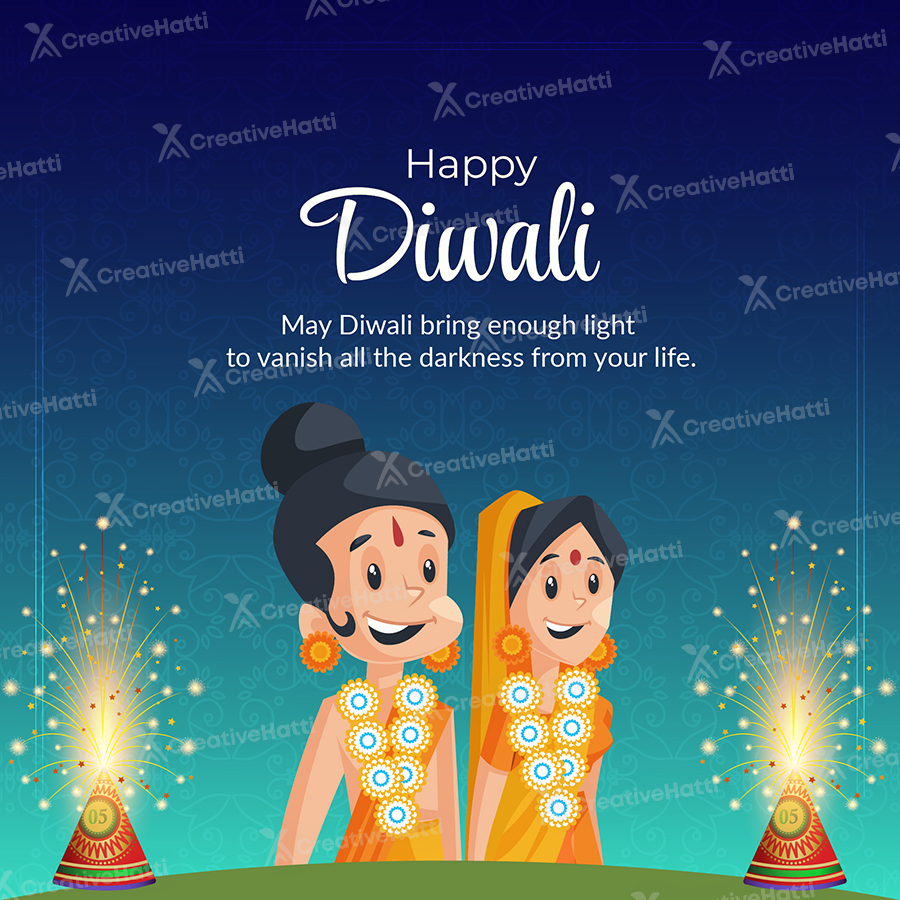 Happy
Diwali
May Diwali bring enough light
to vanish all the darkness from your life.
05
05
CreativeHatti